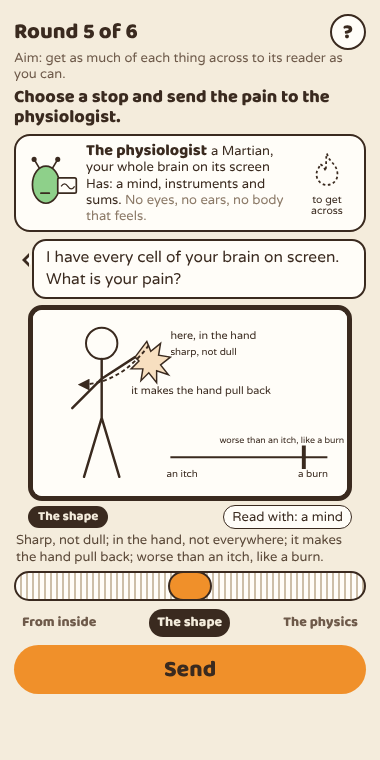 Round 5 of 6
?
Aim: get as much of each thing across to its reader as
you can.
Choose a stop and send the pain to the
physiologist.
The physiologist a Martian,
your whole brain on its screen
Has: a mind, instruments and
sums. No eyes, no ears, no body
that feels.
to get
across
I have every cell of your brain on screen.
What is your pain?
here, in the hand
sharp, not dull
it makes the hand pull back
worse than an itch, like a burn
an itch
a burn
The shape
Read with: a mind
Sharp, not dull; in the hand, not everywhere; it makes
the hand pull back; worse than an itch, like a burn.
From inside
The shape
The physics
Send